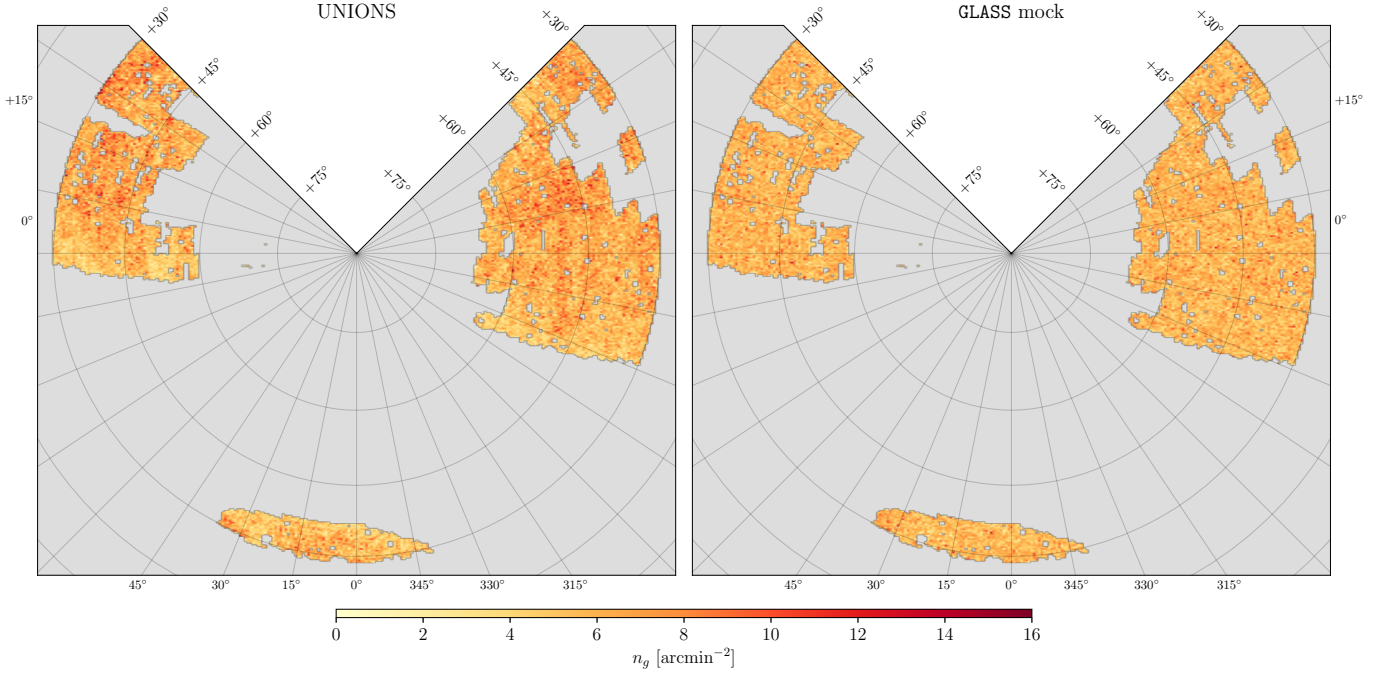 UNIONS
GLASS mock
+30° +30° +30° +30°
+45° +45° +45° +45°
+15° +15°
+60° +60° +60° +60°
+75° +75° +75° +75°
0° 0°
45° 30° 15° 0° 345° 330° 315°
45° 30° 15° 0° 345° 330° 315°
0 2 4 6 8 10 12 14 16
n_g [arcmin⁻²]